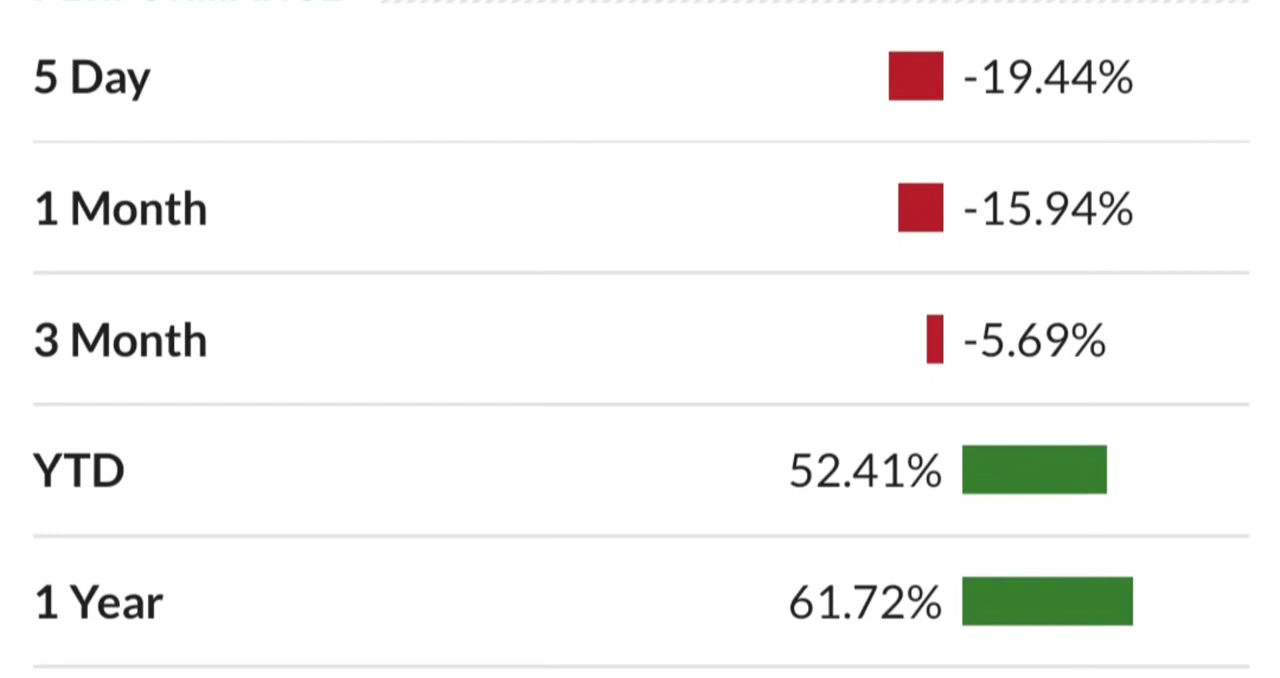 5 Day -19.44%
1 Month -15.94%
3 Month -5.69%
YTD 52.41%
1 Year 61.72%